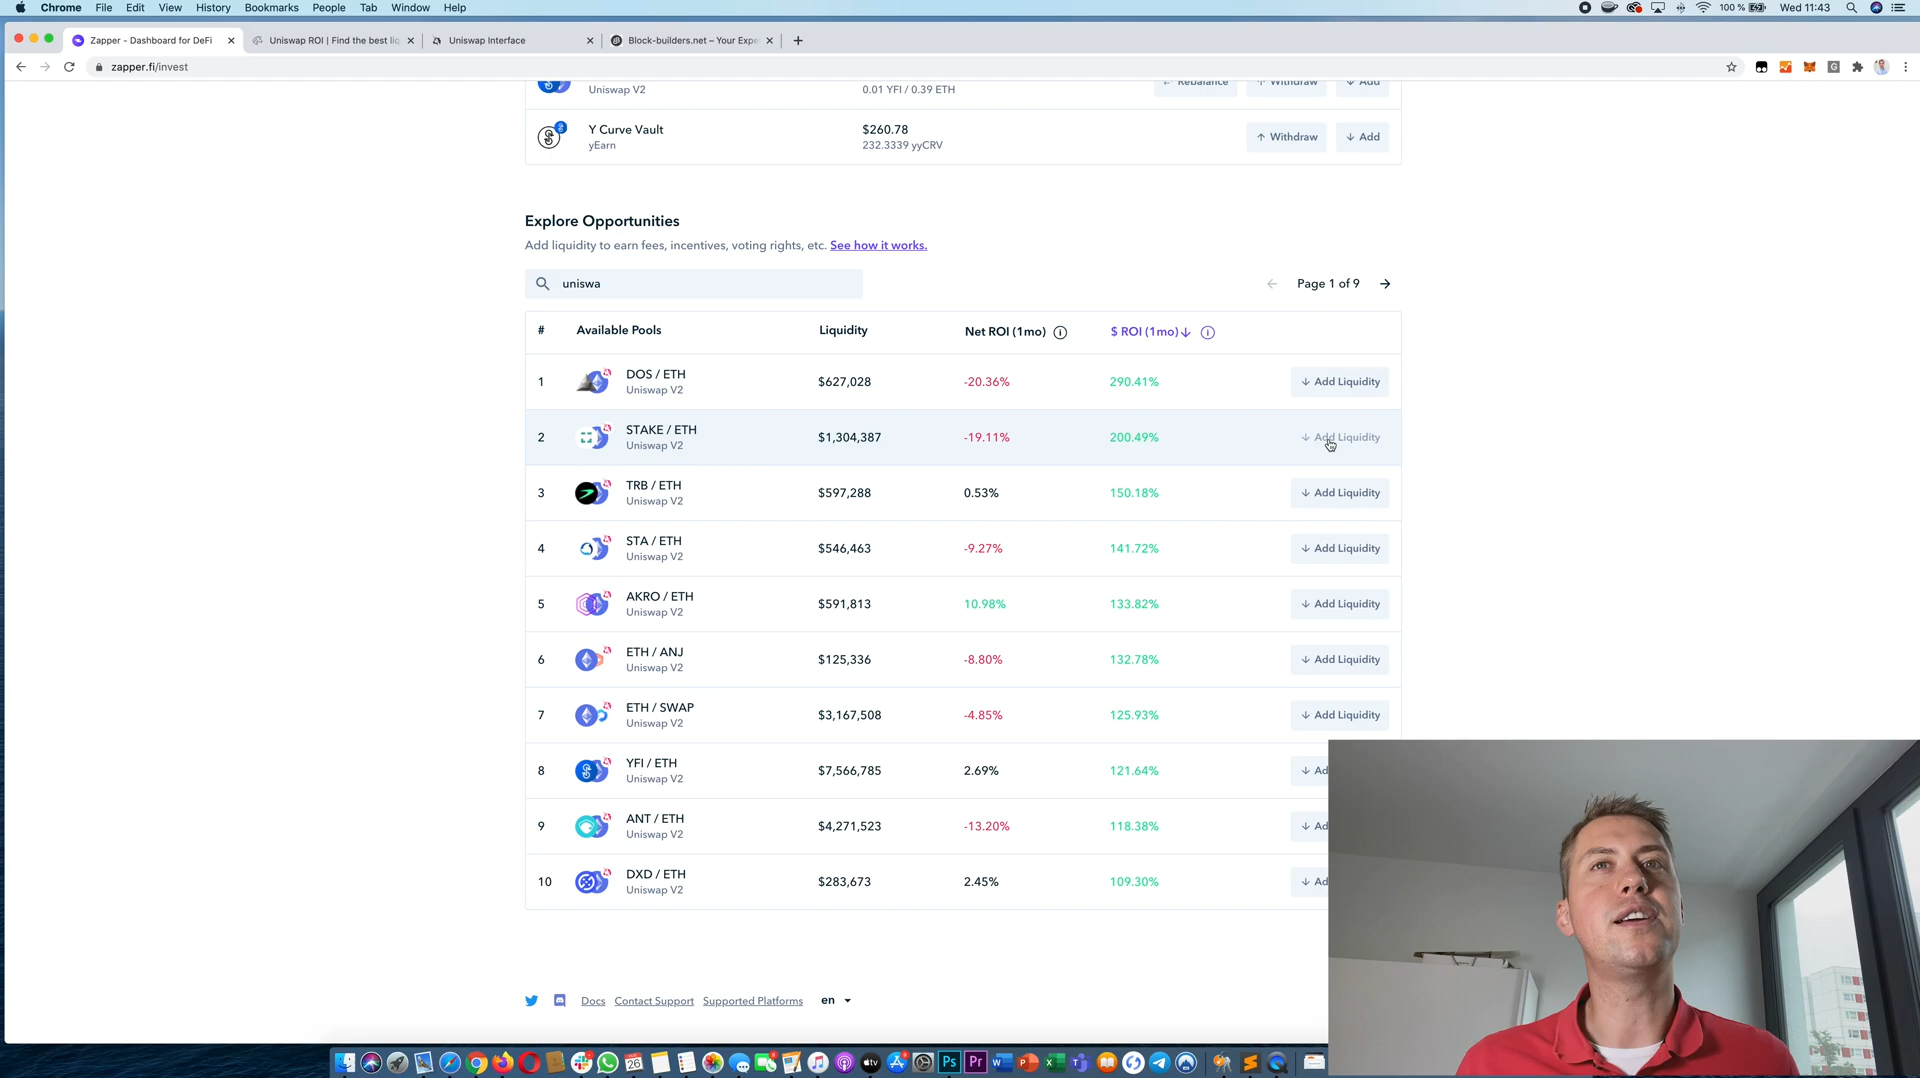 Chrome File Edit View History Bookmarks People Tab Window Help 100 % Wed 11:43
Zapper - Dashboard for DeFi Uniswap ROI | Find the best liq Uniswap Interface Block-builders.net – Your Expe
zapper.fi/invest
Rebalance Withdraw Add
Uniswap V2 0.01 YFI / 0.39 ETH
Y Curve Vault $260.78 Withdraw Add
yEarn 232.3339 yyCRV
Explore Opportunities
Add liquidity to earn fees, incentives, voting rights, etc. See how it works.
uniswa Page 1 of 9
# Available Pools Liquidity Net ROI (1mo) $ ROI (1mo)
1 DOS / ETH $627,028 -20.36% 290.41% Add Liquidity
Uniswap V2
2 STAKE / ETH $1,304,387 -19.11% 200.49% Add Liquidity
Uniswap V2
3 TRB / ETH $597,288 0.53% 150.18% Add Liquidity
Uniswap V2
4 STA / ETH $546,463 -9.27% 141.72% Add Liquidity
Uniswap V2
5 AKRO / ETH $591,813 10.98% 133.82% Add Liquidity
Uniswap V2
6 ETH / ANJ $125,336 -8.80% 132.78% Add Liquidity
Uniswap V2
7 ETH / SWAP $3,167,508 -4.85% 125.93% Add Liquidity
Uniswap V2
8 YFI / ETH $7,566,785 2.69% 121.64% Ad
Uniswap V2
9 ANT / ETH $4,271,523 -13.20% 118.38% Ad
Uniswap V2
10 DXD / ETH $283,673 2.45% 109.30% Ad
Uniswap V2
Docs Contact Support Supported Platforms en
26 tv Ps Pr W P X T